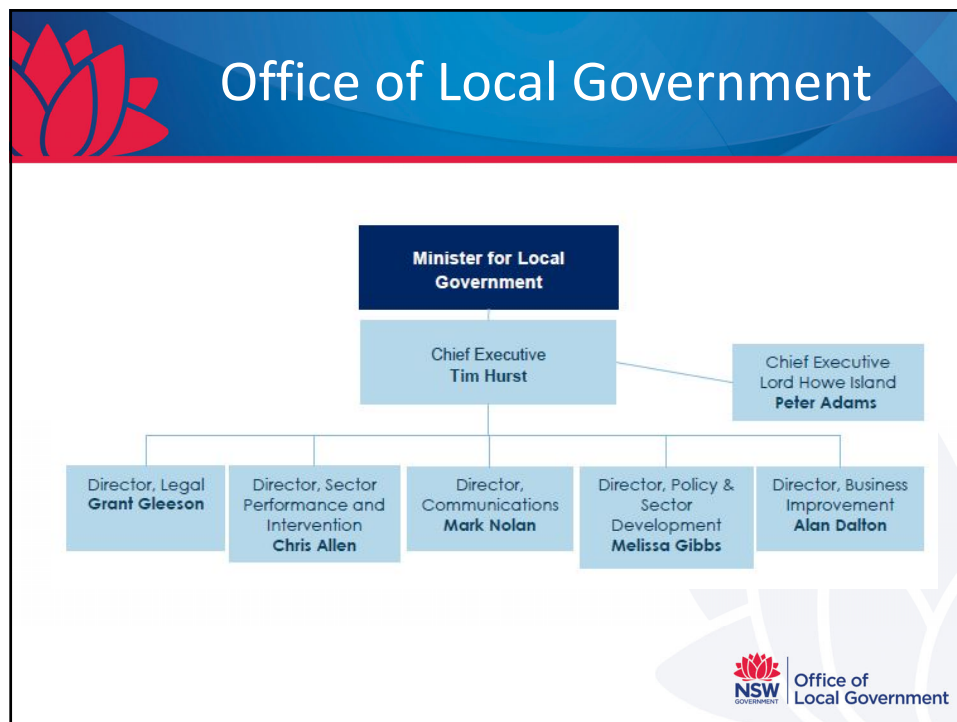 Office of Local Government
Minister for Local
Government
Chief Executive
Tim Hurst
Chief Executive
Lord Howe Island
Peter Adams
Director, Legal
Grant Gleeson
Director, Sector
Performance and
Intervention
Chris Allen
Director,
Communications
Mark Nolan
Director, Policy &
Sector
Development
Melissa Gibbs
Director, Business
Improvement
Alan Dalton
NSW
GOVERNMENT
Office of
Local Government